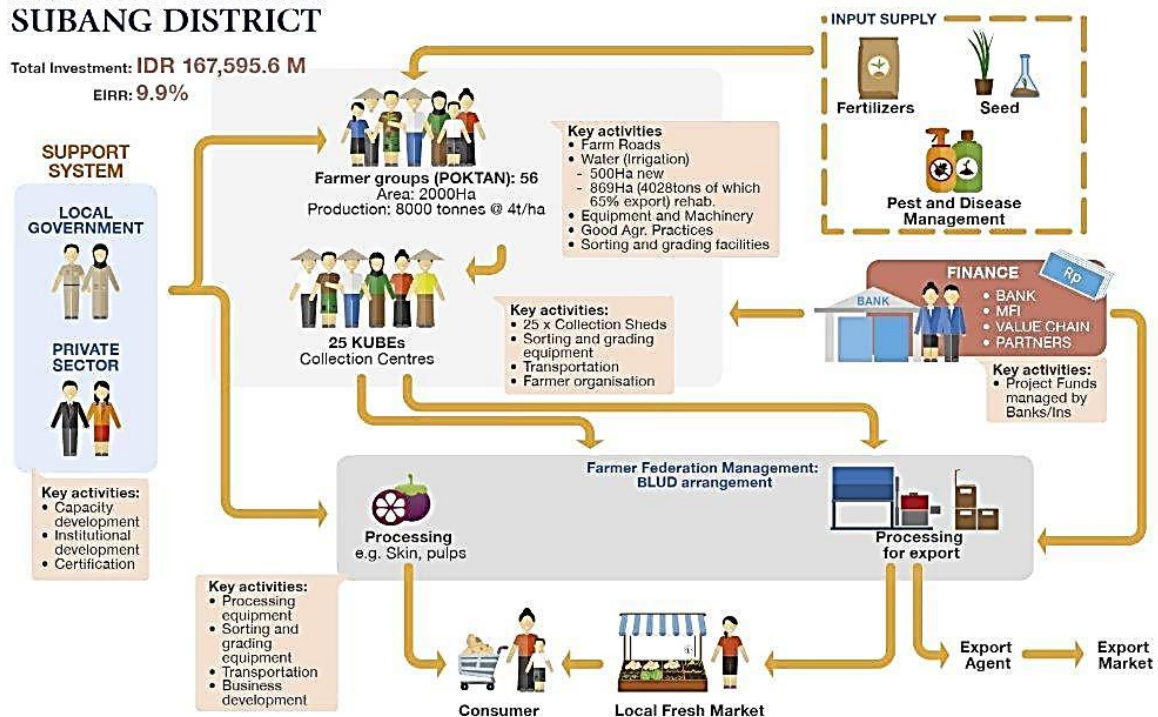 SUBANG DISTRICT
Total Investment: IDR 167,595.6 M
EIRR: 9.9%
INPUT SUPPLY
Fertilizers
Seed
Pest and Disease
Management
SUPPORT
SYSTEM
LOCAL
GOVERNMENT
PRIVATE
SECTOR
Key activities:
• Capacity
development
• Institutional
development
• Certification
Farmer groups (POKTAN): 56
Area: 2000Ha
Production: 8000 tonnes @ 4t/ha
Key activities
• Farm Roads
• Water (Irrigation)
- 500Ha new
- 869Ha (4028tons of which
65% export) rehab.
• Equipment and Machinery
• Good Agr. Practices
• Sorting and grading facilities
25 KUBEs
Collection Centres
Key activities:
• 25 x Collection Sheds
• Sorting and grading
equipment
• Transportation
• Farmer organisation
BANK
FINANCE
Rp
• BANK
• MFI
• VALUE CHAIN
• PARTNERS
Key activities:
• Project Funds
managed by
Banks/Ins
Farmer Federation Management:
BLUD arrangement
Processing
e.g. Skin, pulps
Processing
for export
Key activities:
• Processing
equipment
• Sorting and
grading
equipment
• Transportation
• Business
development
Consumer
Local Fresh Market
Export
Agent
Export
Market